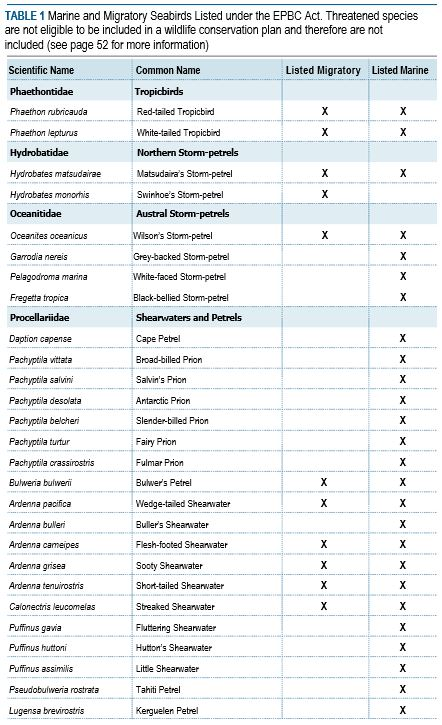 TABLE 1 Marine and Migratory Seabirds Listed under the EPBC Act. Threatened species
are not eligible to be included in a wildlife conservation plan and therefore are not
included (see page 52 for more information)
Scientific Name Common Name Listed Migratory Listed Marine
Phaethontidae Tropicbirds
Phaethon rubricauda Red-tailed Tropicbird X X
Phaethon lepturus White-tailed Tropicbird X X
Hydrobatidae Northern Storm-petrels
Hydrobates matsudairae Matsudaira's Storm-petrel X X
Hydrobates monorhis Swinhoe's Storm-petrel X
Oceanitidae Austral Storm-petrels
Oceanites oceanicus Wilson's Storm-petrel X X
Garrodia nereis Grey-backed Storm-petrel X
Pelagodroma marina White-faced Storm-petrel X
Fregetta tropica Black-bellied Storm-petrel X
Procellariidae Shearwaters and Petrels
Daption capense Cape Petrel X
Pachyptila vittata Broad-billed Prion X
Pachyptila salvini Salvin's Prion X
Pachyptila desolata Antarctic Prion X
Pachyptila belcheri Slender-billed Prion X
Pachyptila turtur Fairy Prion X
Pachyptila crassirostris Fulmar Prion X
Bulweria bulwerii Bulwer's Petrel X X
Ardenna pacifica Wedge-tailed Shearwater X X
Ardenna bulleri Buller's Shearwater X
Ardenna carneipes Flesh-footed Shearwater X X
Ardenna grisea Sooty Shearwater X X
Ardenna tenuirostris Short-tailed Shearwater X X
Calonectris leucomelas Streaked Shearwater X X
Puffinus gavia Fluttering Shearwater X
Puffinus huttoni Hutton's Shearwater X
Puffinus assimilis Little Shearwater X
Pseudobulweria rostrata Tahiti Petrel X
Lugensa brevirostris Kerguelen Petrel X